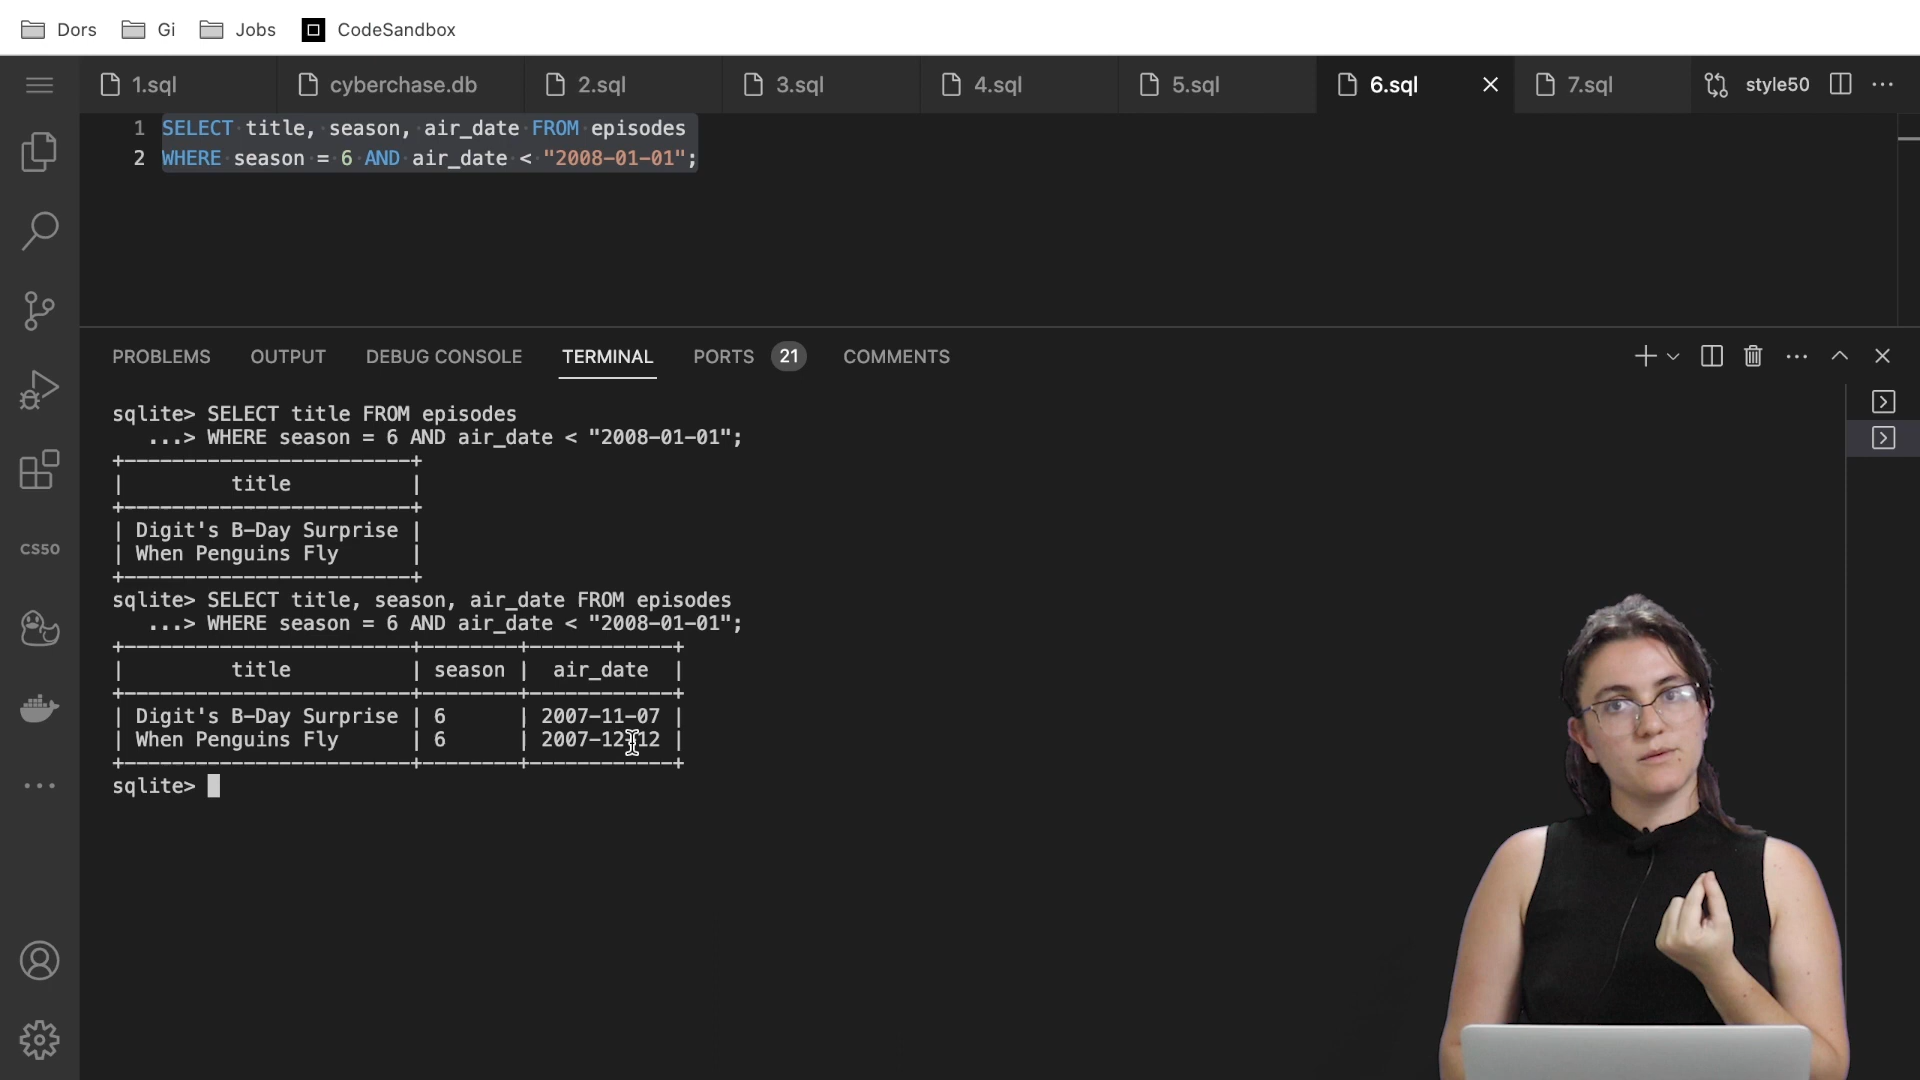 Dors Gi Jobs CodeSandbox
1.sql cyberchase.db 2.sql 3.sql 4.sql 5.sql 6.sql 7.sql style50
1 SELECT title, season, air_date FROM episodes
2 WHERE season = 6 AND air_date < "2008-01-01";
PROBLEMS OUTPUT DEBUG CONSOLE TERMINAL PORTS 21 COMMENTS
sqlite> SELECT title FROM episodes
...> WHERE season = 6 AND air_date < "2008-01-01";
+------------------------+
| title |
+------------------------+
| Digit's B-Day Surprise |
| When Penguins Fly |
+------------------------+
sqlite> SELECT title, season, air_date FROM episodes
...> WHERE season = 6 AND air_date < "2008-01-01";
+------------------------+--------+------------+
| title | season | air_date |
+------------------------+--------+------------+
| Digit's B-Day Surprise | 6 | 2007-11-07 |
| When Penguins Fly | 6 | 2007-12-12 |
+------------------------+--------+------------+
sqlite>
CS50